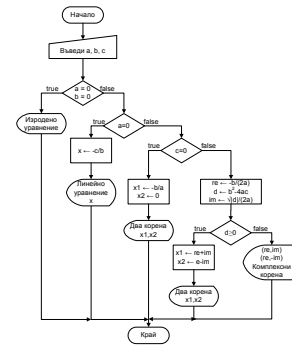 Начало
Въведи a, b, c
true
a = 0
b = 0
false
Изродено
уравнение
true
a=0
false
x ← -c/b
Линейно
уравнение
x
true
c=0
false
x1 ← -b/a
x2 ← 0
Два корена
x1,x2
re ← -b/(2a)
d ← b²-4ac
im ← √|d|/(2a)
true
d≥0
false
x1 ← re+im
x2 ← e-im
Два корена
x1,x2
(re,im)
(re,-im)
Комплексни
корена
Край